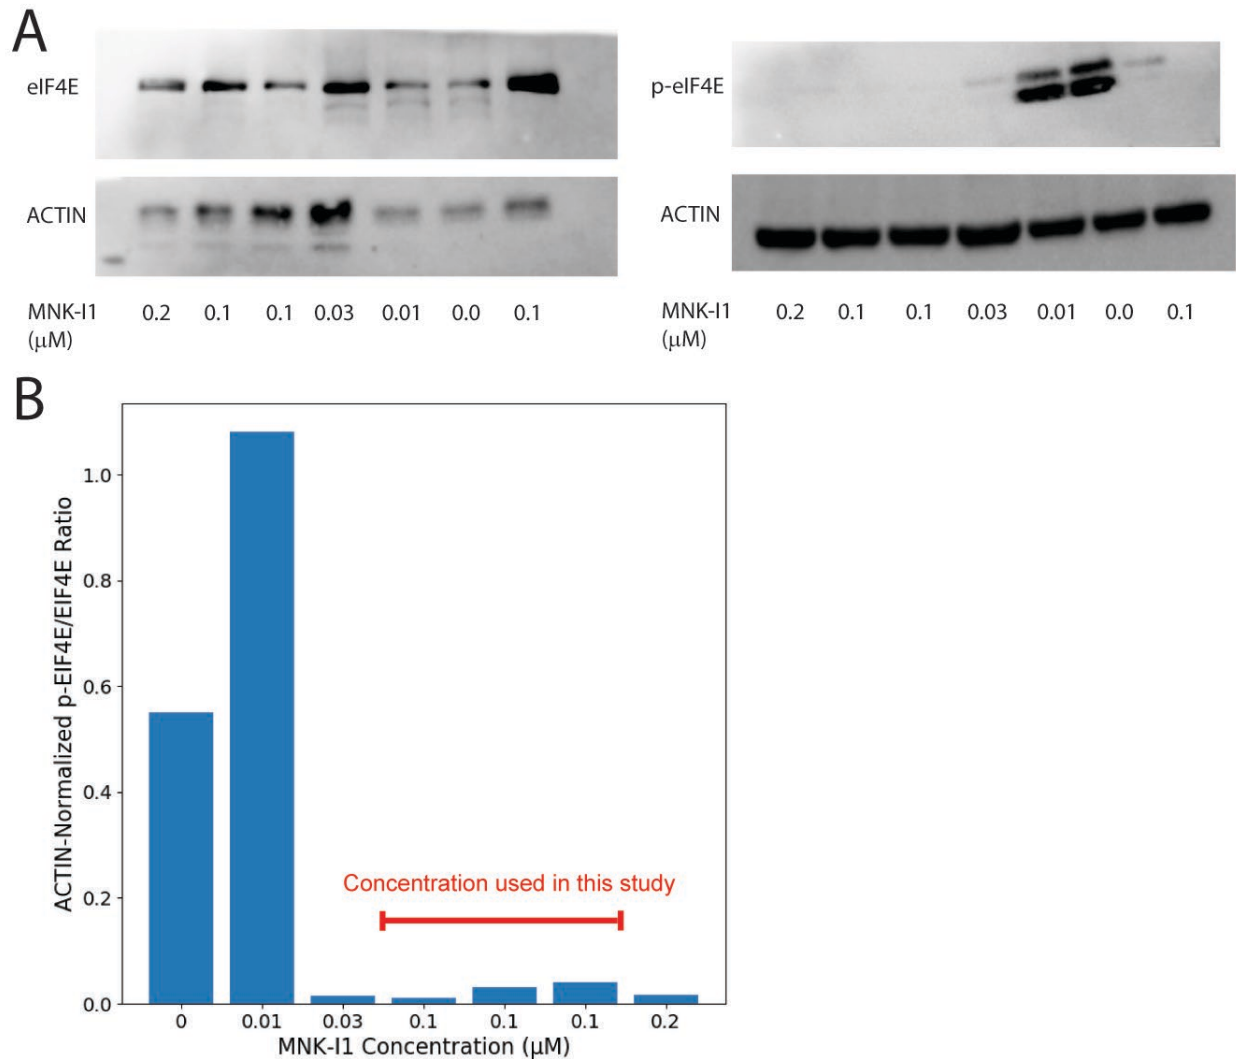 A
eIF4E
ACTIN
MNK-I1 0.2 0.1 0.1 0.03 0.01 0.0 0.1
(μM)
p-eIF4E
ACTIN
MNK-I1 0.2 0.1 0.1 0.03 0.01 0.0 0.1
(μM)
B
ACTIN-Normalized p-EIF4E/EIF4E Ratio
1.0
0.8
0.6
0.4
0.2
0.0
Concentration used in this study
0 0.01 0.03 0.1 0.1 0.1 0.2
MNK-I1 Concentration (μM)